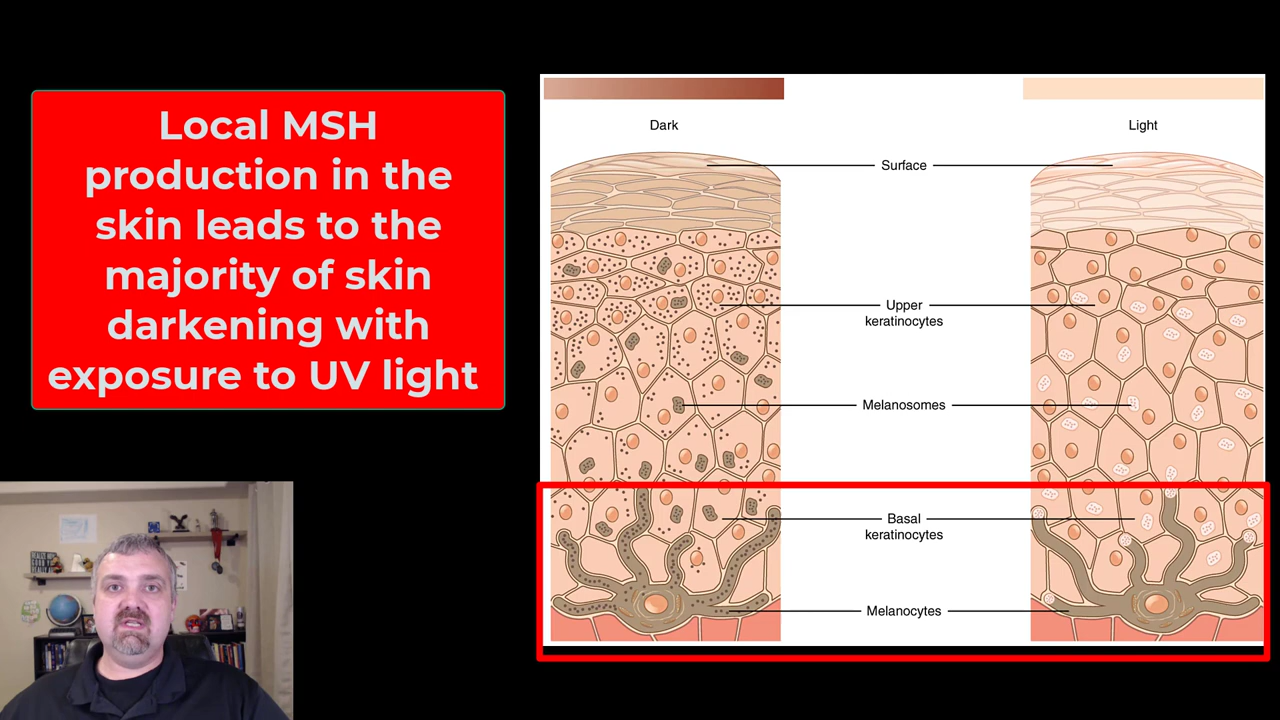 Local MSH
production in the
skin leads to the
majority of skin
darkening with
exposure to UV light
Dark
Light
Surface
Upper
keratinocytes
Melanosomes
Basal
keratinocytes
Melanocytes